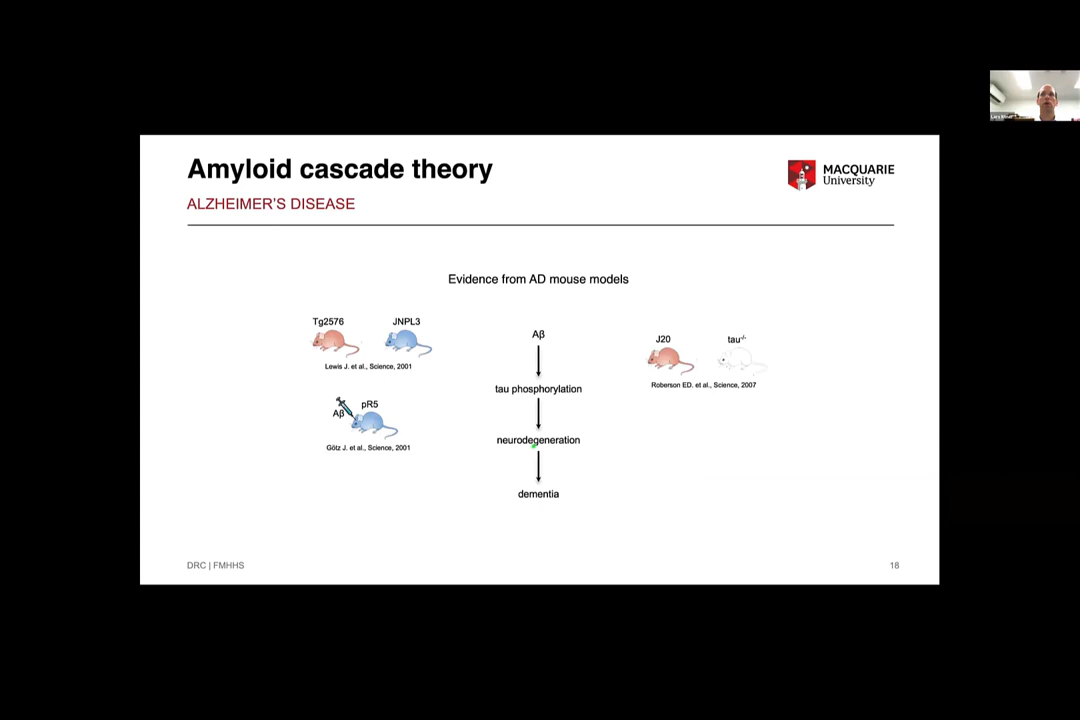 Amyloid cascade theory
MACQUARIE
University
ALZHEIMER'S DISEASE
Evidence from AD mouse models
Tg2576
JNPL3
Lewis J. et al., Science, 2001
Aβ
pR5
Götz J. et al., Science, 2001
Aβ
tau phosphorylation
neurodegeneration
dementia
J20
tau-/-
Roberson ED. et al., Science, 2007
DRC | FMHHS
18